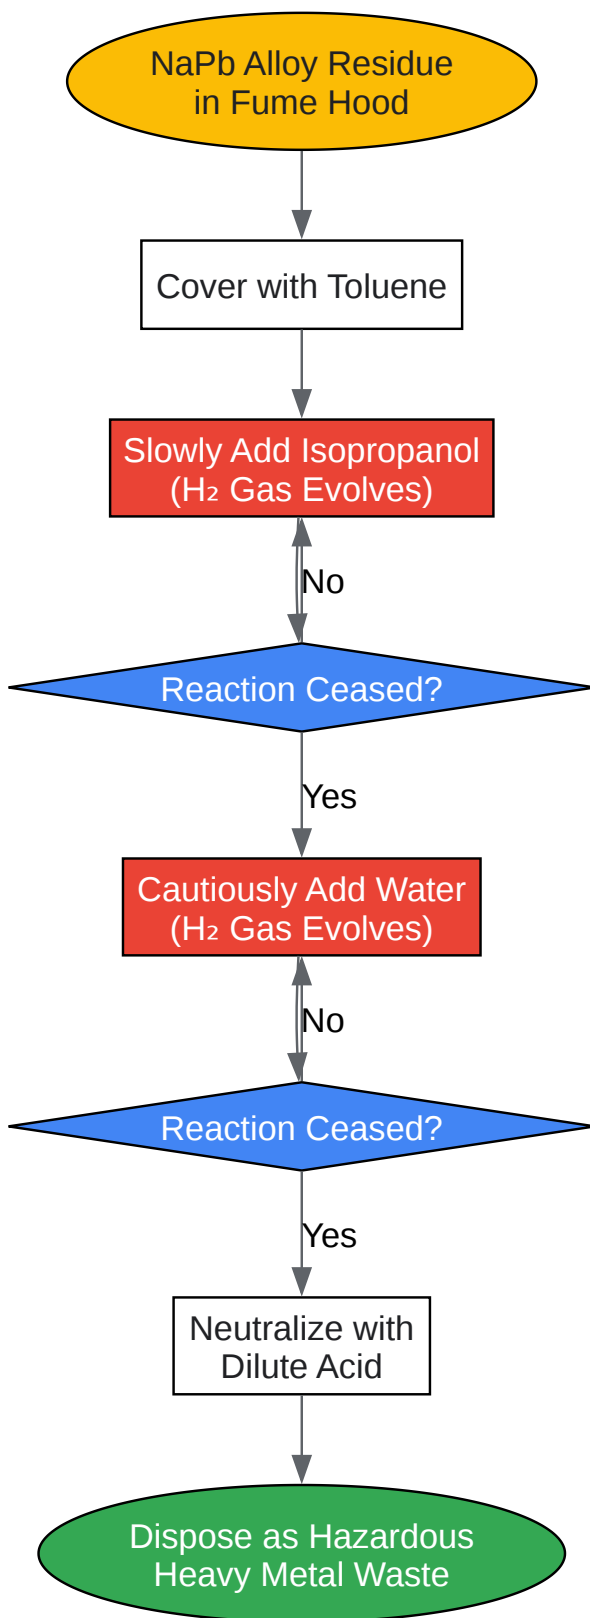 NaPb Alloy Residue
in Fume Hood
Cover with Toluene
Slowly Add Isopropanol
(H₂ Gas Evolves)
No
Reaction Ceased?
Yes
Cautiously Add Water
(H₂ Gas Evolves)
No
Reaction Ceased?
Yes
Neutralize with
Dilute Acid
Dispose as Hazardous
Heavy Metal Waste